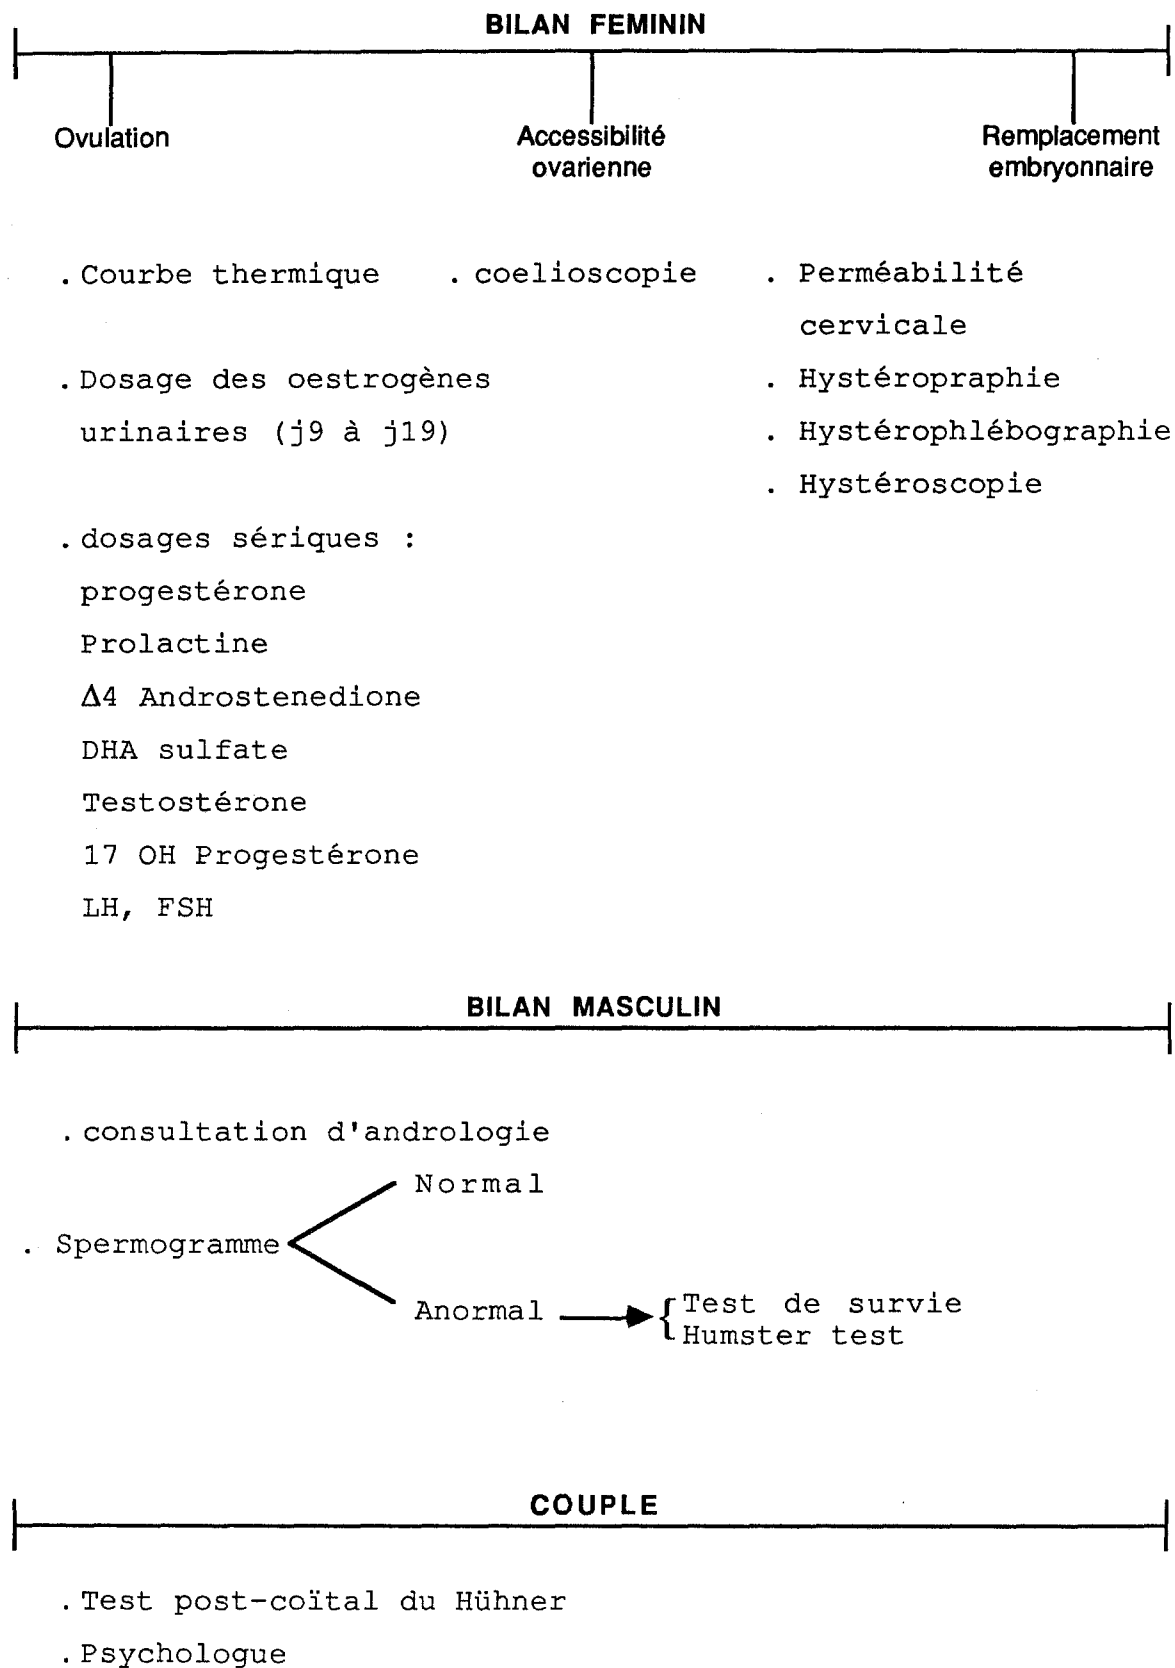 BILAN FEMININ
Ovulation
Accessibilité
ovarienne
Remplacement
embryonnaire
. Courbe thermique
. coelioscopie
. Perméabilité
cervicale
. Dosage des oestrogènes
urinaires (j9 à j19)
. Hystéropraphie
. Hystérophlébographie
. Hystéroscopie
. dosages sériques :
progestérone
Prolactine
Δ4 Androstenedione
DHA sulfate
Testostérone
17 OH Progestérone
LH, FSH
BILAN MASCULIN
. consultation d'andrologie
. Spermogramme
Normal
Anormal
Test de survie
Humster test
COUPLE
. Test post-coïtal du Hühner
. Psychologue